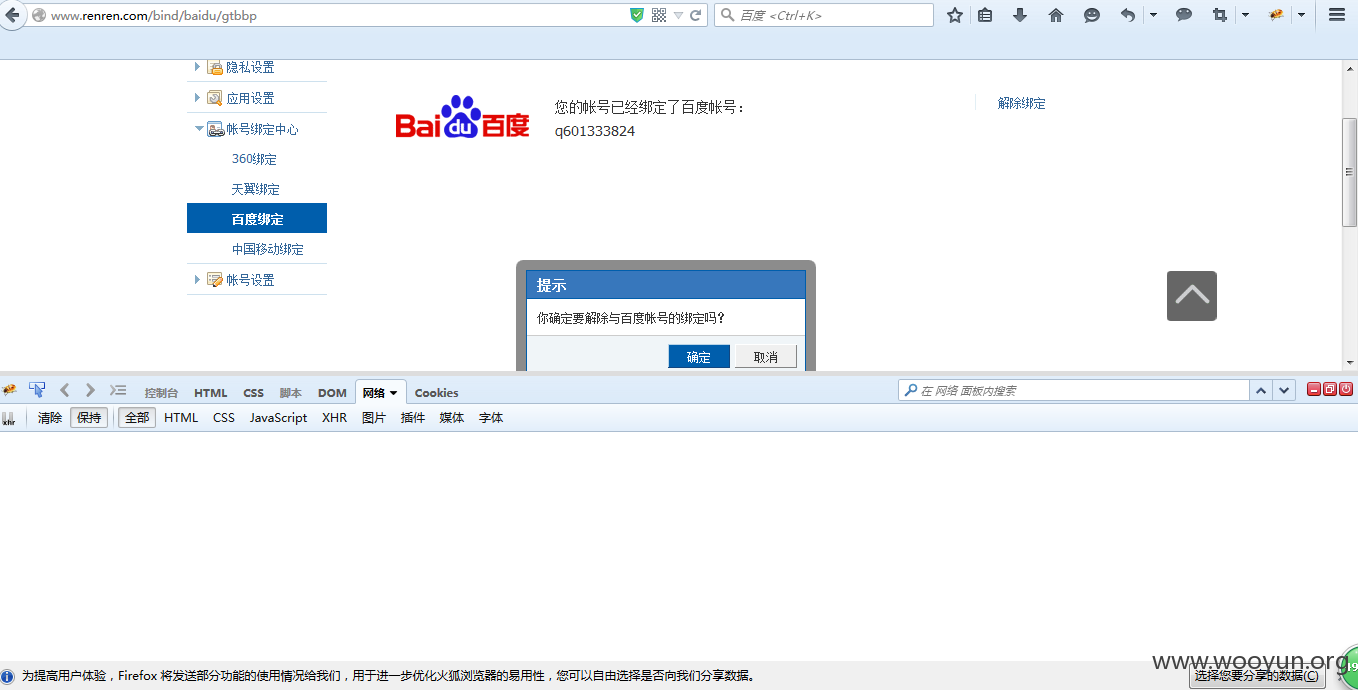 www.renren.com/bind/baidu/gtbbp
百度 <Ctrl+K>
隐私设置
应用设置
帐号绑定中心
360绑定
天翼绑定
百度绑定
中国移动绑定
帐号设置
Bai du 百度
您的帐号已经绑定了百度帐号：
q601333824
解除绑定
提示
你确定要解除与百度帐号的绑定吗？
确定 取消
控制台 HTML CSS 脚本 DOM 网络 Cookies
在 网络 面板内搜索
清除 保持 全部 HTML CSS JavaScript XHR 图片 插件 媒体 字体
为提高用户体验，Firefox 将发送部分功能的使用情况给我们，用于进一步优化火狐浏览器的易用性，您可以自由选择是否向我们分享数据。
选择您要分享的数据(C)
www.wooyun.org